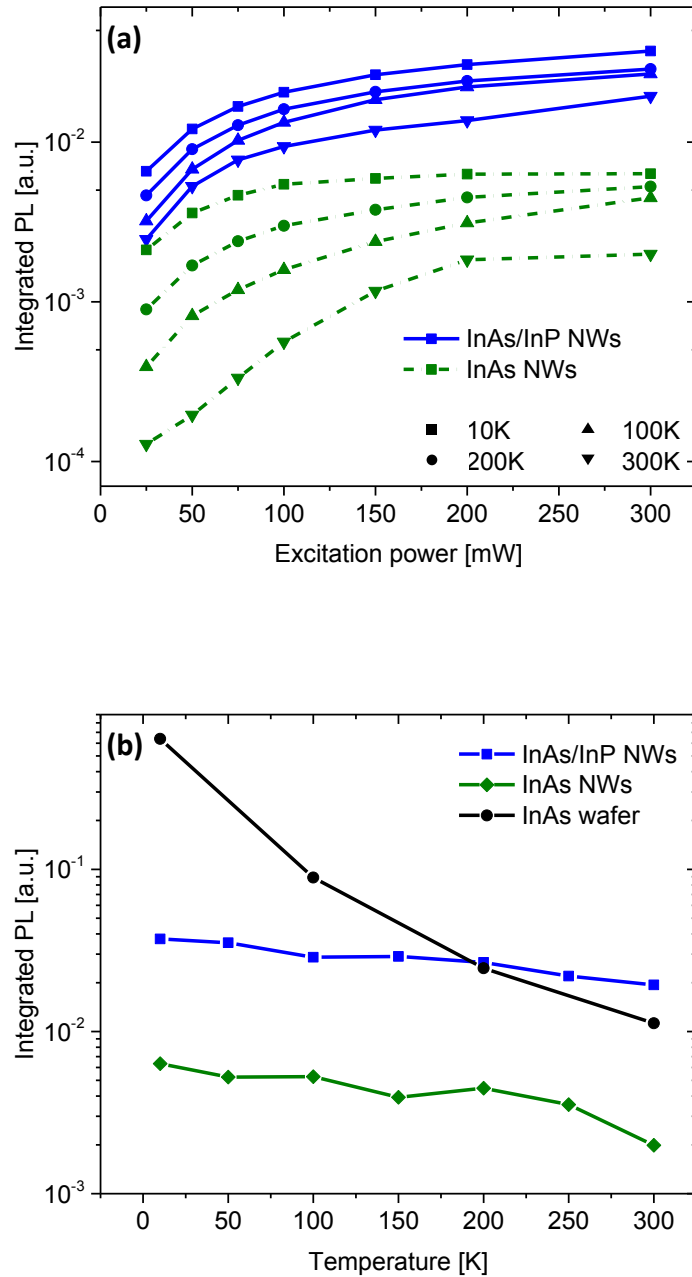 (a)
Integrated PL [a.u.]
10⁻²
10⁻³
10⁻⁴
InAs/InP NWs
InAs NWs
10K 100K
200K 300K
0 50 100 150 200 250 300
Excitation power [mW]
(b)
InAs/InP NWs
InAs NWs
InAs wafer
Integrated PL [a.u.]
10⁻¹
10⁻²
10⁻³
0 50 100 150 200 250 300
Temperature [K]